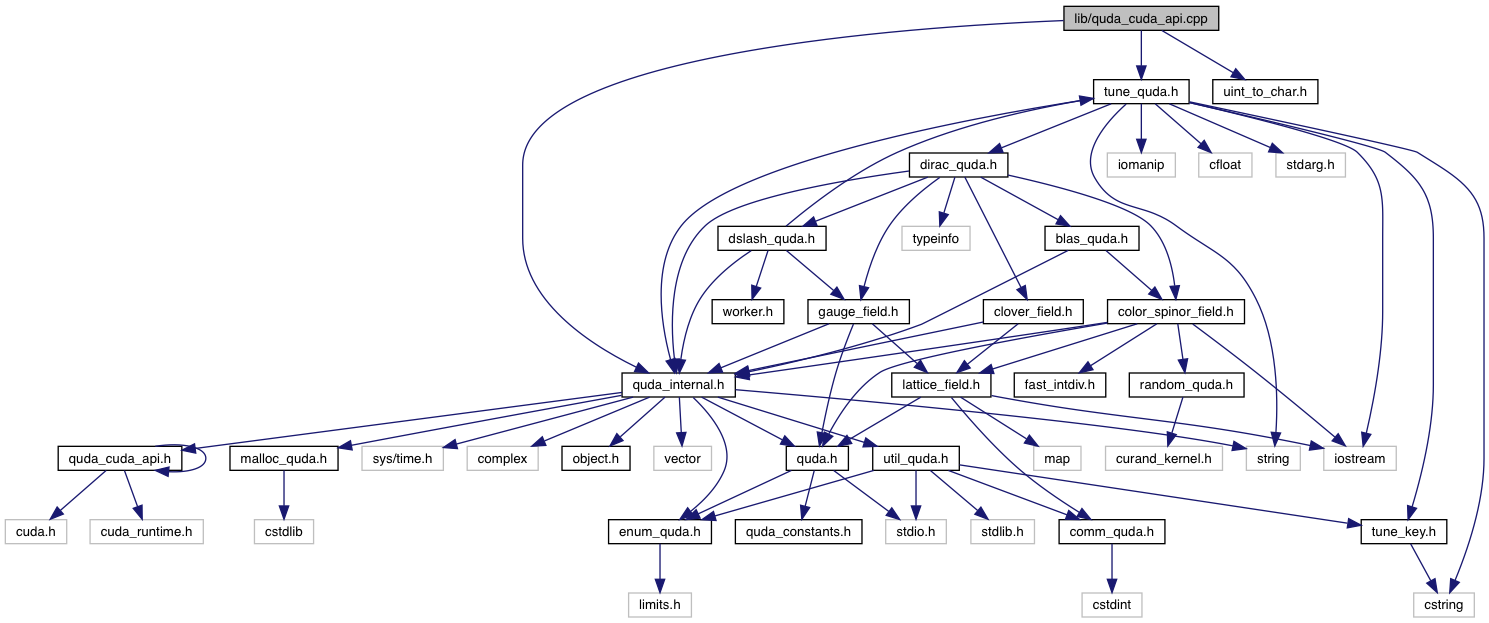 lib/quda_cuda_api.cpp
tune_quda.h
uint_to_char.h
dirac_quda.h
iomanip
cfloat
stdarg.h
dslash_quda.h
typeinfo
blas_quda.h
worker.h
gauge_field.h
clover_field.h
color_spinor_field.h
quda_internal.h
lattice_field.h
fast_intdiv.h
random_quda.h
quda_cuda_api.h
malloc_quda.h
sys/time.h
complex
object.h
vector
quda.h
util_quda.h
map
curand_kernel.h
string
iostream
cuda.h
cuda_runtime.h
cstdlib
enum_quda.h
quda_constants.h
stdio.h
stdlib.h
comm_quda.h
tune_key.h
limits.h
cstdint
cstring